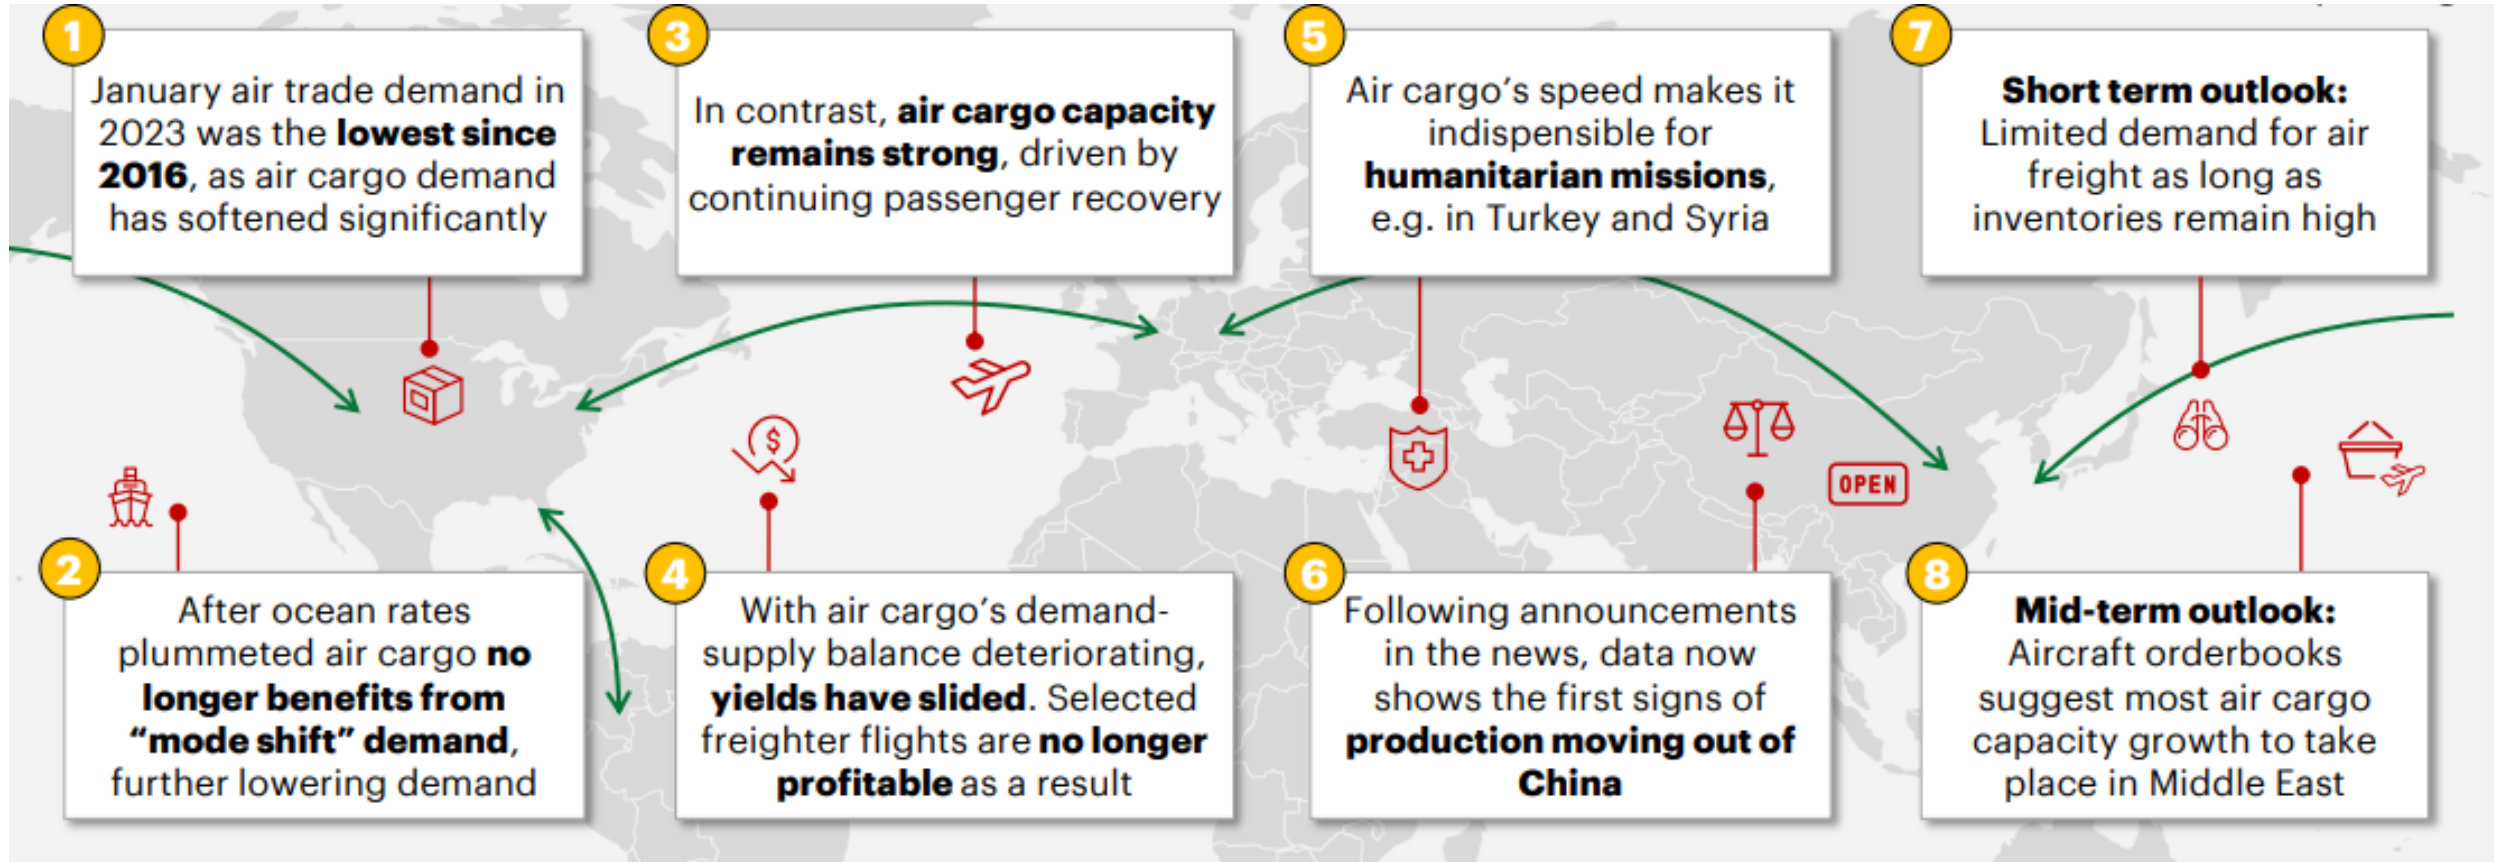 1
January air trade demand in
2023 was the lowest since
2016, as air cargo demand
has softened significantly
2
After ocean rates
plummeted air cargo no
longer benefits from
“mode shift” demand,
further lowering demand
3
In contrast, air cargo capacity
remains strong, driven by
continuing passenger recovery
4
With air cargo’s demand-
supply balance deteriorating,
yields have slided. Selected
freighter flights are no longer
profitable as a result
5
Air cargo’s speed makes it
indispensible for
humanitarian missions,
e.g. in Turkey and Syria
OPEN
6
Following announcements
in the news, data now
shows the first signs of
production moving out of
China
7
Short term outlook:
Limited demand for air
freight as long as
inventories remain high
8
Mid-term outlook:
Aircraft orderbooks
suggest most air cargo
capacity growth to take
place in Middle East